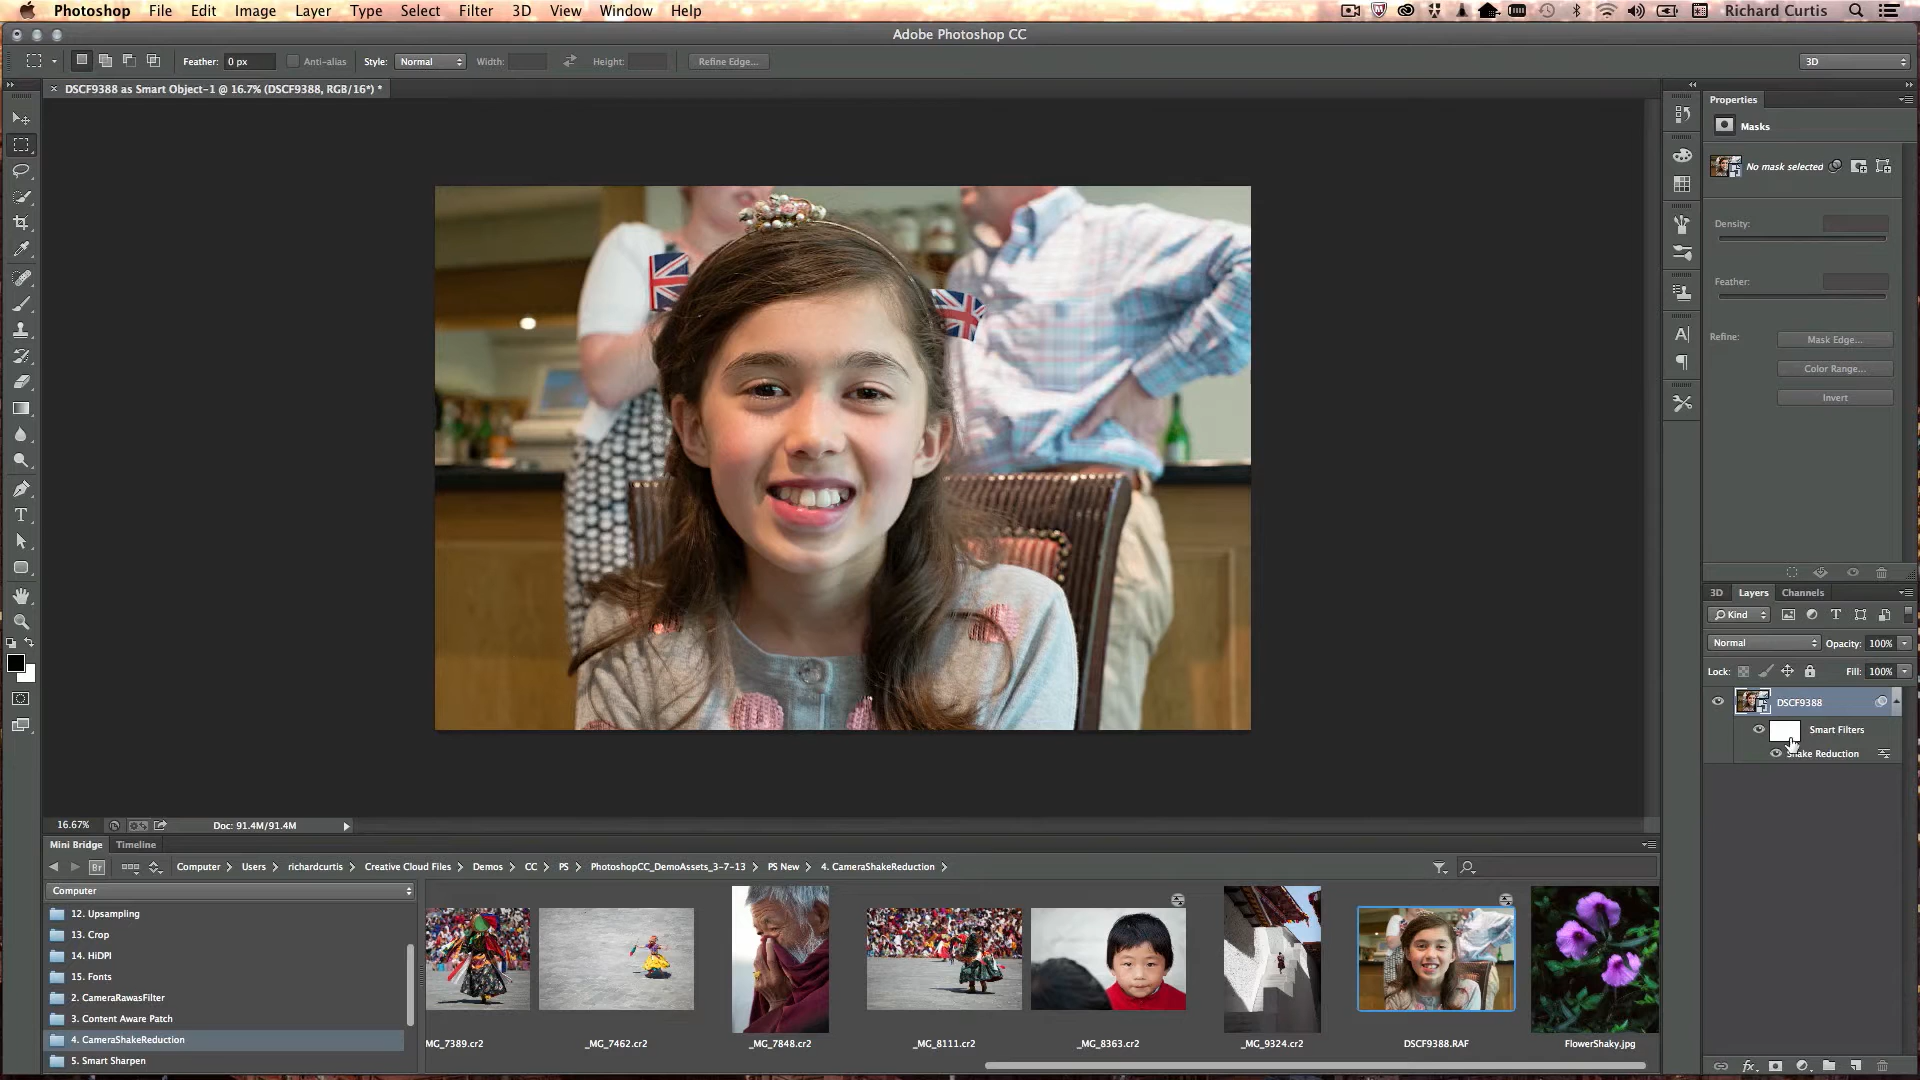 Photoshop File Edit Image Layer Type Select Filter 3D View Window Help Richard Curtis
Adobe Photoshop CC
Feather: 0 px Anti-alias Style: Normal Width: Height: Refine Edge... 3D
DSCF9388 as Smart Object-1 @ 16.7% (DSCF9388, RGB/16*) *
Properties
Masks
No mask selected
Density:
Feather:
Refine: Mask Edge...
Color Range...
Invert
3D Layers Channels
Kind
Normal Opacity: 100%
Lock: Fill: 100%
DSCF9388
Smart Filters
Shake Reduction
16.67% Doc: 91.4M/91.4M
Mini Bridge Timeline
Br Computer Users richardcurtis Creative Cloud Files Demos CC PS PhotoshopCC_DemoAssets_3-7-13 PS New 4. CameraShakeReduction
Computer
12. Upsampling
13. Crop
14. HiDPI
15. Fonts
2. CameraRawasFilter
3. Content Aware Patch
4. CameraShakeReduction
5. Smart Sharpen
MG_7389.cr2 _MG_7462.cr2 _MG_7848.cr2 _MG_8111.cr2 _MG_8363.cr2 _MG_9324.cr2 DSCF9388.RAF FlowerShaky.jpg